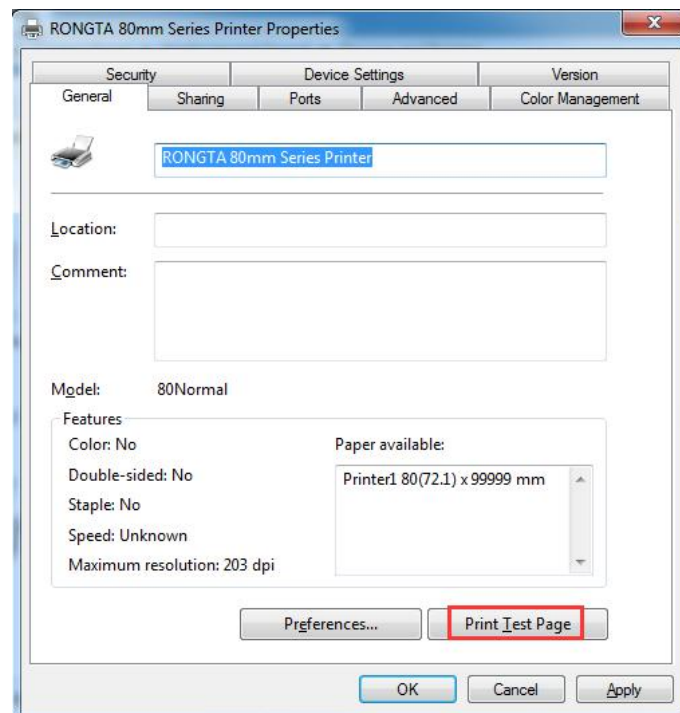 RONGTA 80mm Series Printer Properties
Security Device Settings Version
General Sharing Ports Advanced Color Management
RONGTA 80mm Series Printer
Location:
Comment:
Model: 80Normal
Features
Color: No Paper available:
Double-sided: No Printer1 80(72.1) x 99999 mm
Staple: No
Speed: Unknown
Maximum resolution: 203 dpi
Preferences... Print Test Page
OK Cancel Apply